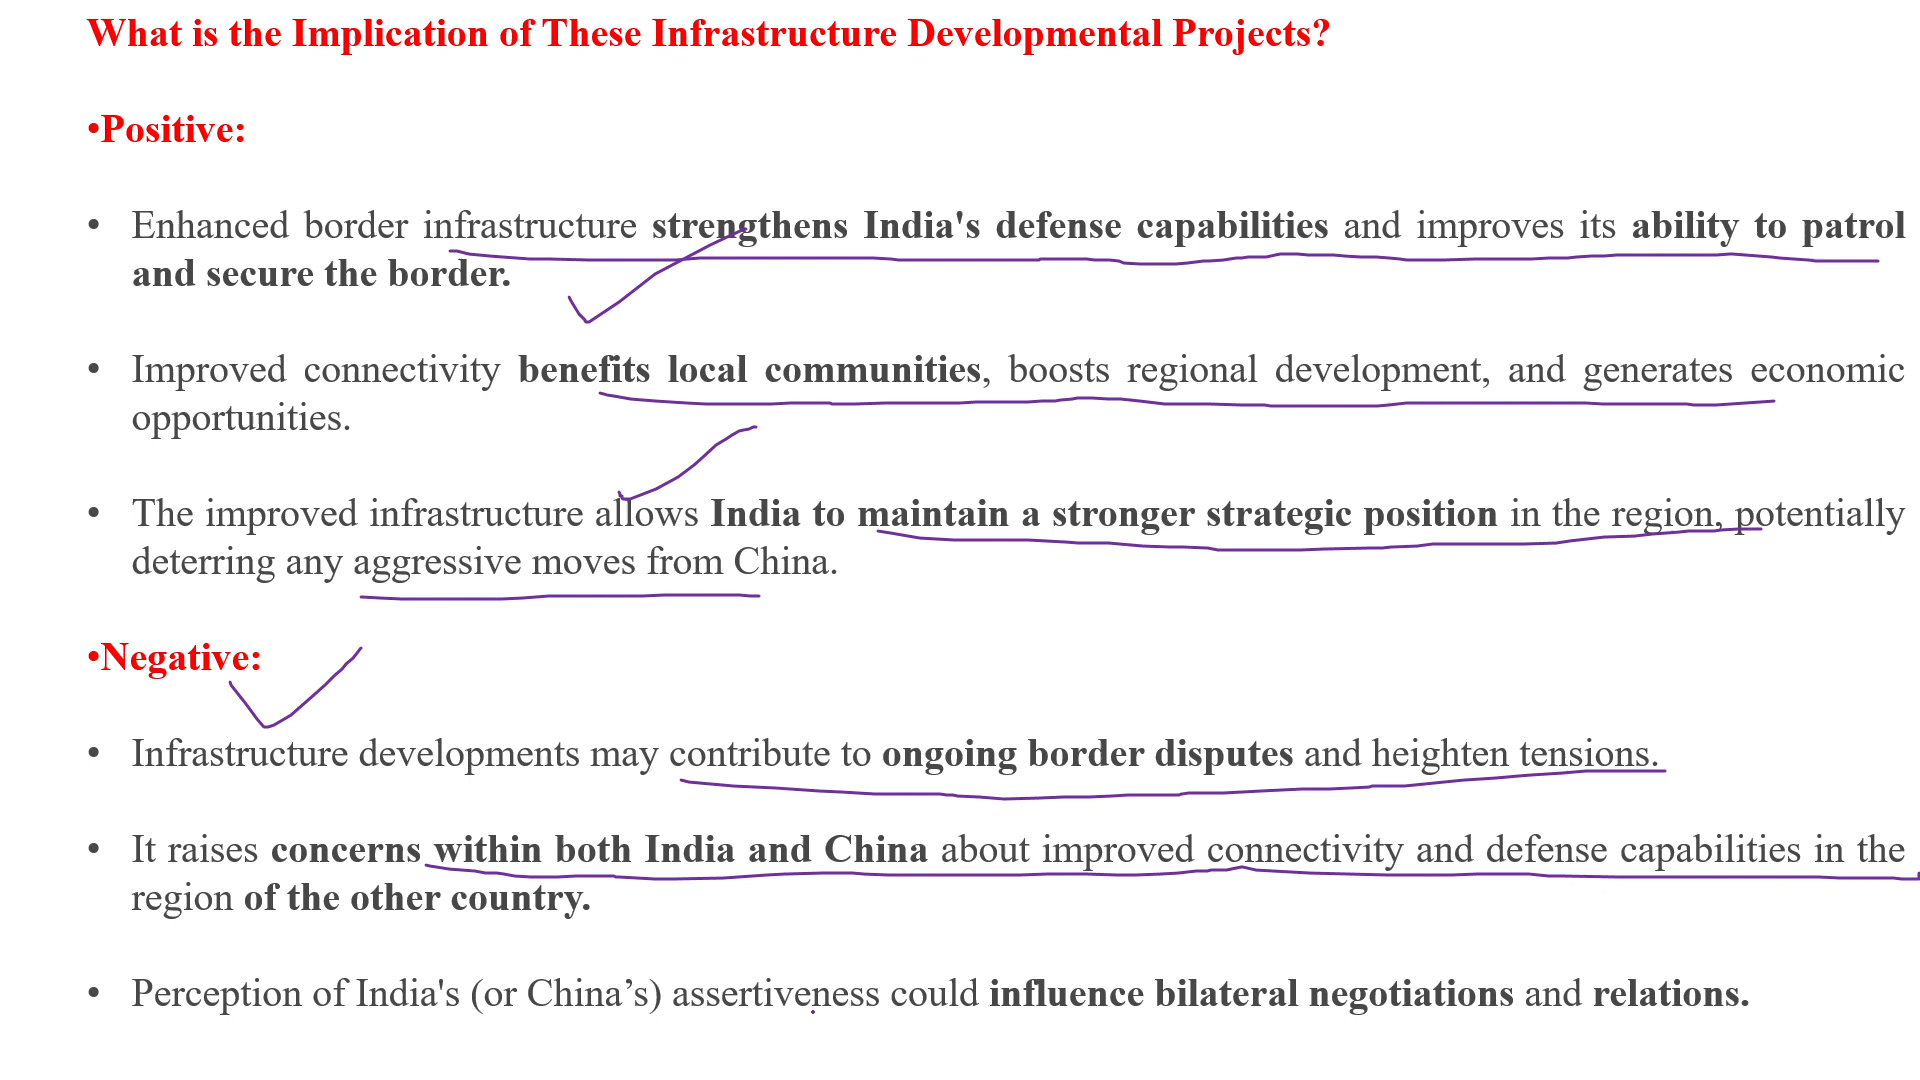 What is the Implication of These Infrastructure Developmental Projects?
•Positive:
• Enhanced border infrastructure strengthens India's defense capabilities and improves its ability to patrol
and secure the border.
• Improved connectivity benefits local communities, boosts regional development, and generates economic
opportunities.
• The improved infrastructure allows India to maintain a stronger strategic position in the region, potentially
deterring any aggressive moves from China.
•Negative:
• Infrastructure developments may contribute to ongoing border disputes and heighten tensions.
• It raises concerns within both India and China about improved connectivity and defense capabilities in the
region of the other country.
• Perception of India's (or China’s) assertiveness could influence bilateral negotiations and relations.